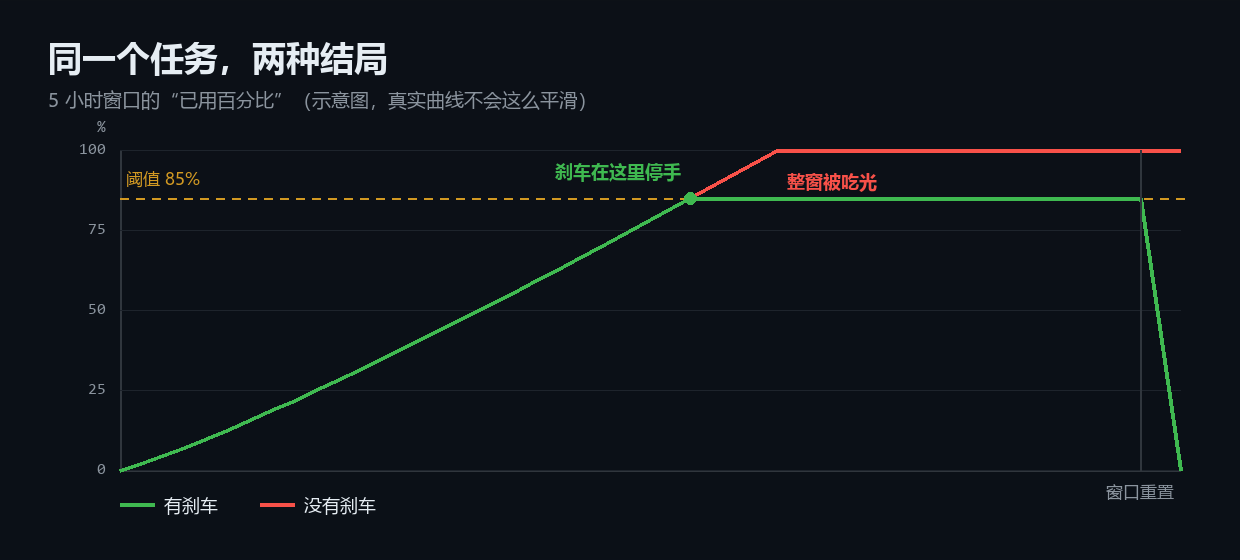 同一个任务，两种结局
5 小时窗口的“已用百分比”（示意图，真实曲线不会这么平滑）
%
100
刹车在这里停手
阈值 85%
整窗被吃光
75
50
25
0
窗口重置
有刹车
没有刹车